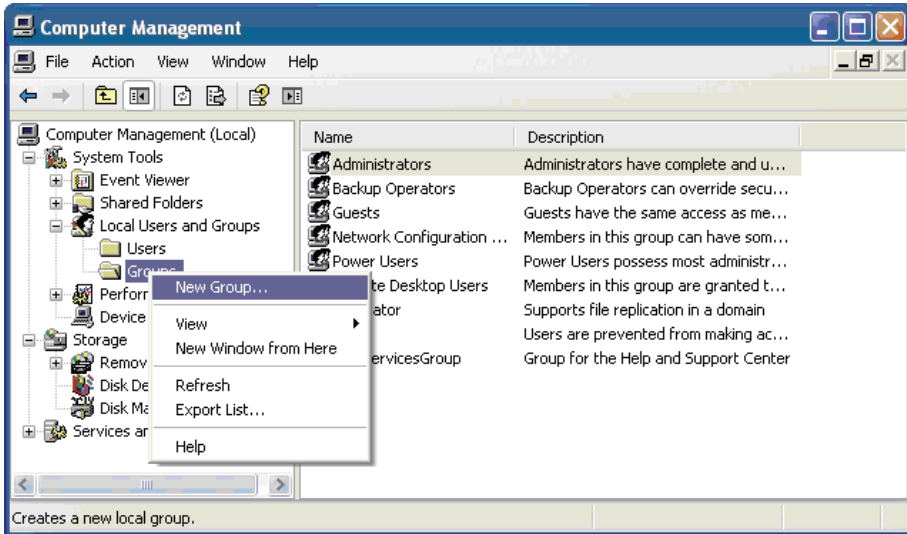 Computer Management
File Action View Window Help
Computer Management (Local)
System Tools
Event Viewer
Shared Folders
Local Users and Groups
Users
Groups
Perfor
Device
Storage
Remov
Disk De
Disk Ma
Services ar
New Group...
View
New Window from Here
Refresh
Export List...
Help
Name Description
Administrators Administrators have complete and u...
Backup Operators Backup Operators can override secu...
Guests Guests have the same access as me...
Network Configuration ... Members in this group can have som...
Power Users Power Users possess most administr...
te Desktop Users Members in this group are granted t...
ator Supports file replication in a domain
Users are prevented from making ac...
ervicesGroup Group for the Help and Support Center
Creates a new local group.